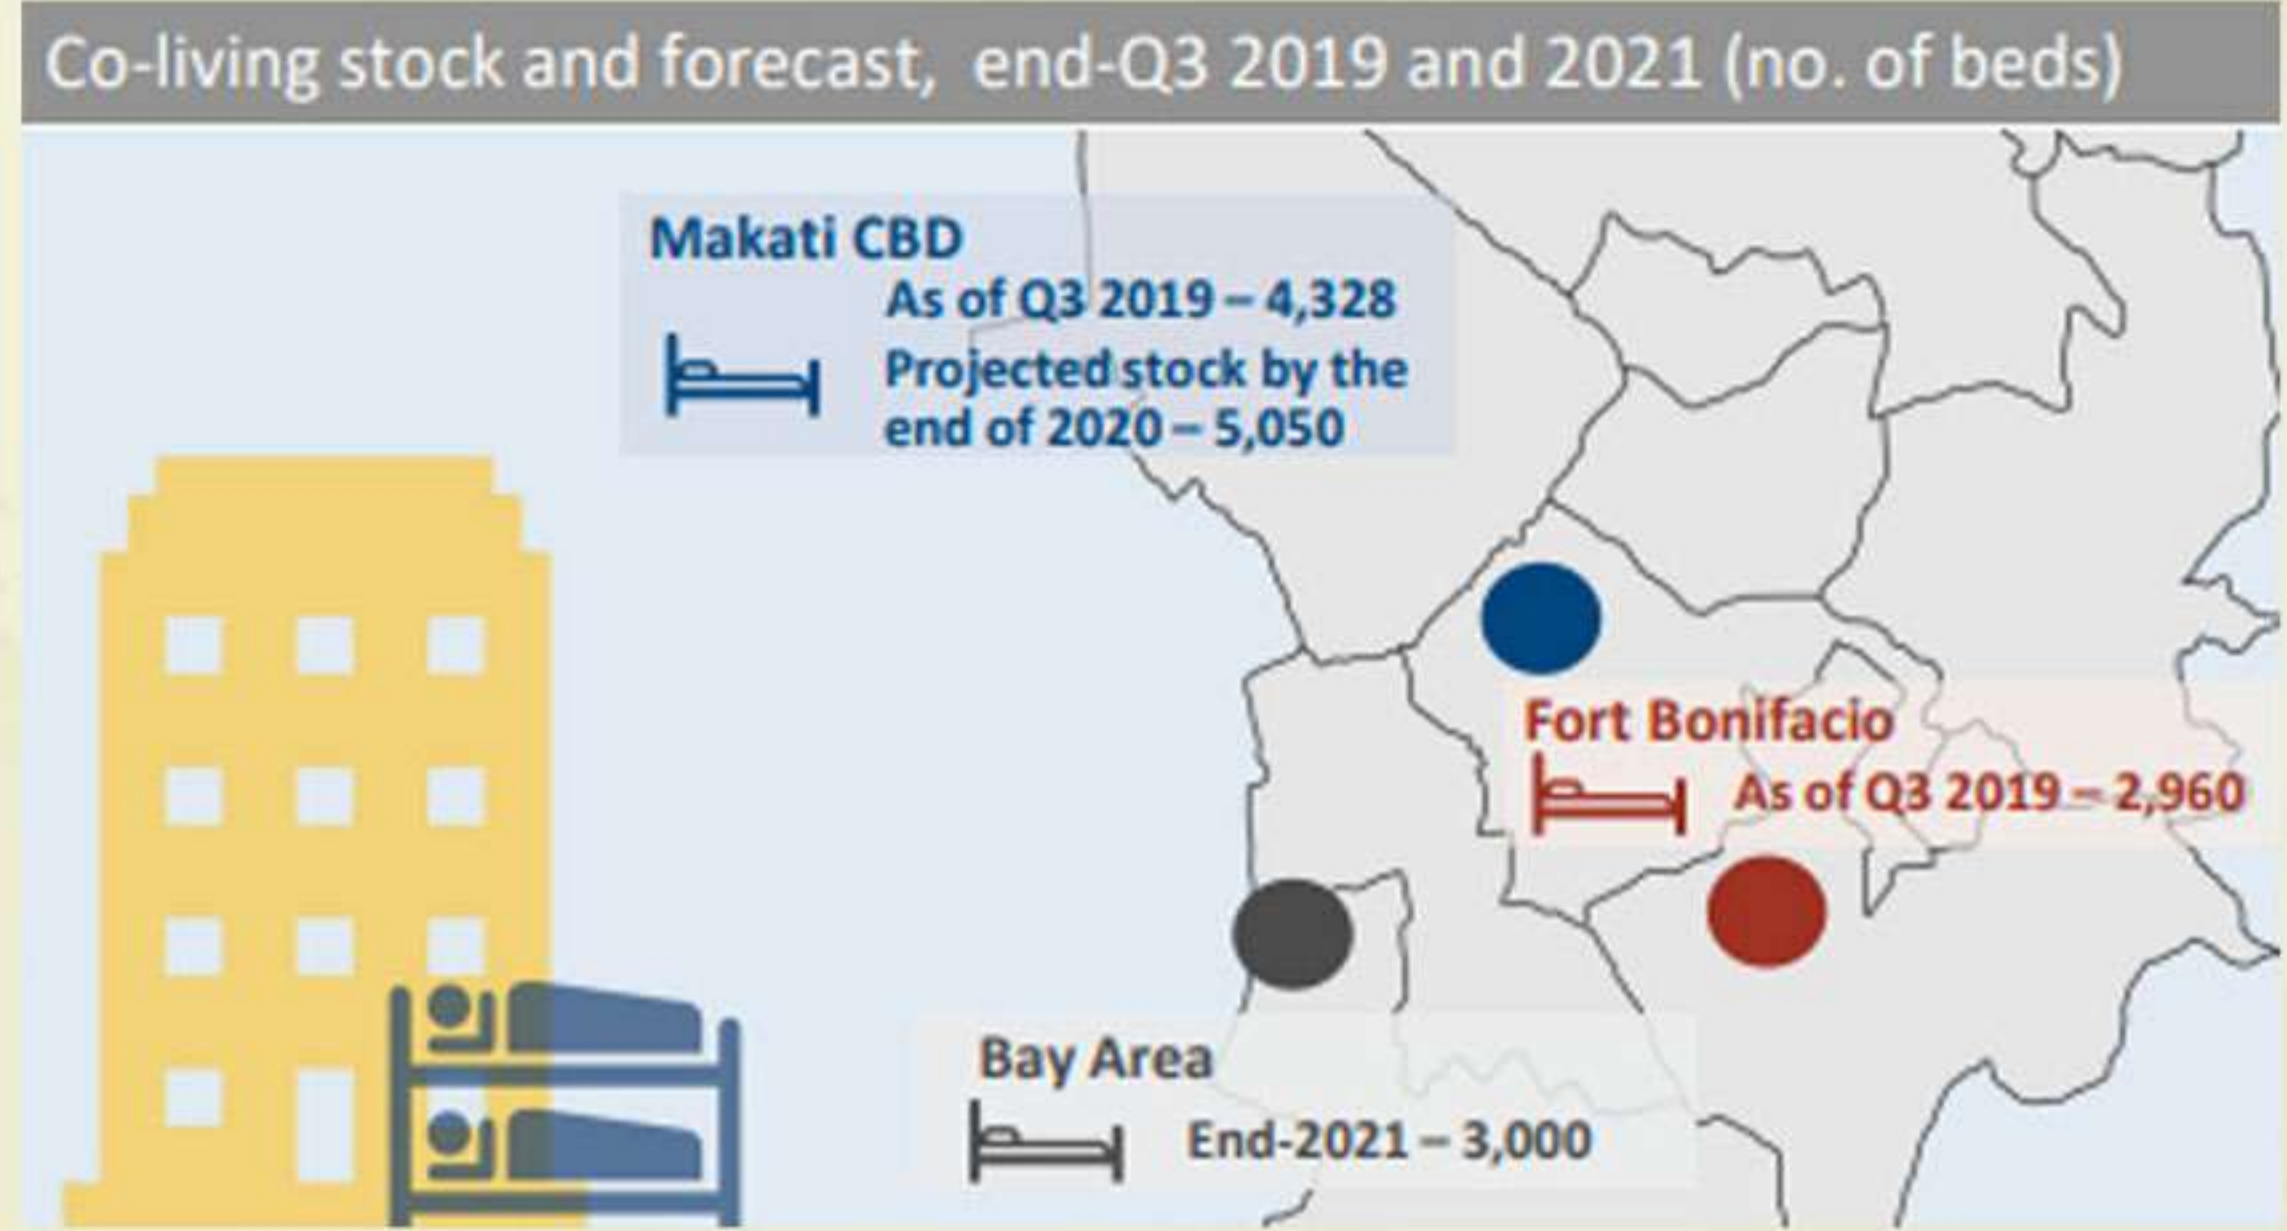 Co-living stock and forecast, end-Q3 2019 and 2021 (no. of beds)
Makati CBD
As of Q3 2019 – 4,328
Projected stock by the
end of 2020 – 5,050
Fort Bonifacio
As of Q3 2019 – 2,960
Bay Area
End-2021 – 3,000